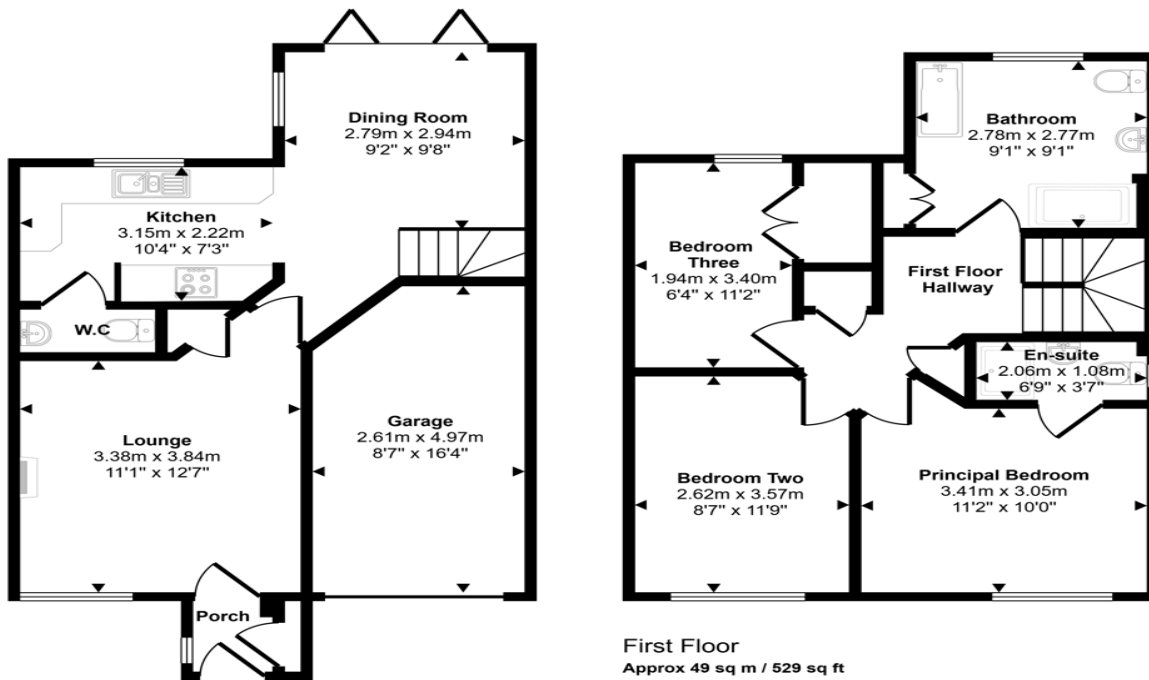 Dining Room
2.79m x 2.94m
9'2" x 9'8"
Kitchen
3.15m x 2.22m
10'4" x 7'3"
W.C
Lounge
3.38m x 3.84m
11'1" x 12'7"
Garage
2.61m x 4.97m
8'7" x 16'4"
Porch
Bathroom
2.78m x 2.77m
9'1" x 9'1"
Bedroom
Three
1.94m x 3.40m
6'4" x 11'2"
First Floor
Hallway
En-suite
2.06m x 1.08m
6'9" x 3'7"
Bedroom Two
2.62m x 3.57m
8'7" x 11'9"
Principal Bedroom
3.41m x 3.05m
11'2" x 10'0"
First Floor
Approx 49 sq m / 529 sq ft